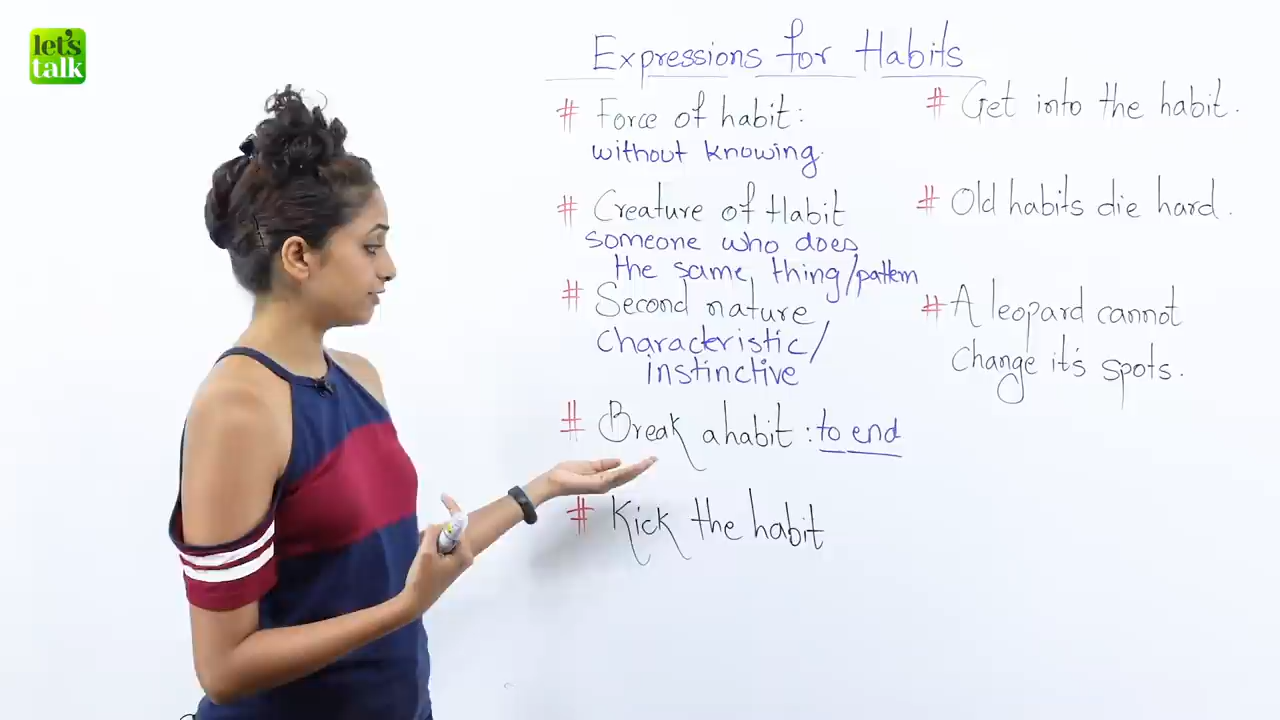 let's
talk
Expressions for Habits
# Force of habit:
without knowing.
# Creature of Habit
someone who does
the same thing/pattern
# Second nature
characteristic/
instinctive
# Break a habit : to end
# Kick the habit
# Get into the habit.
# Old habits die hard.
# A leopard cannot
change it's spots.